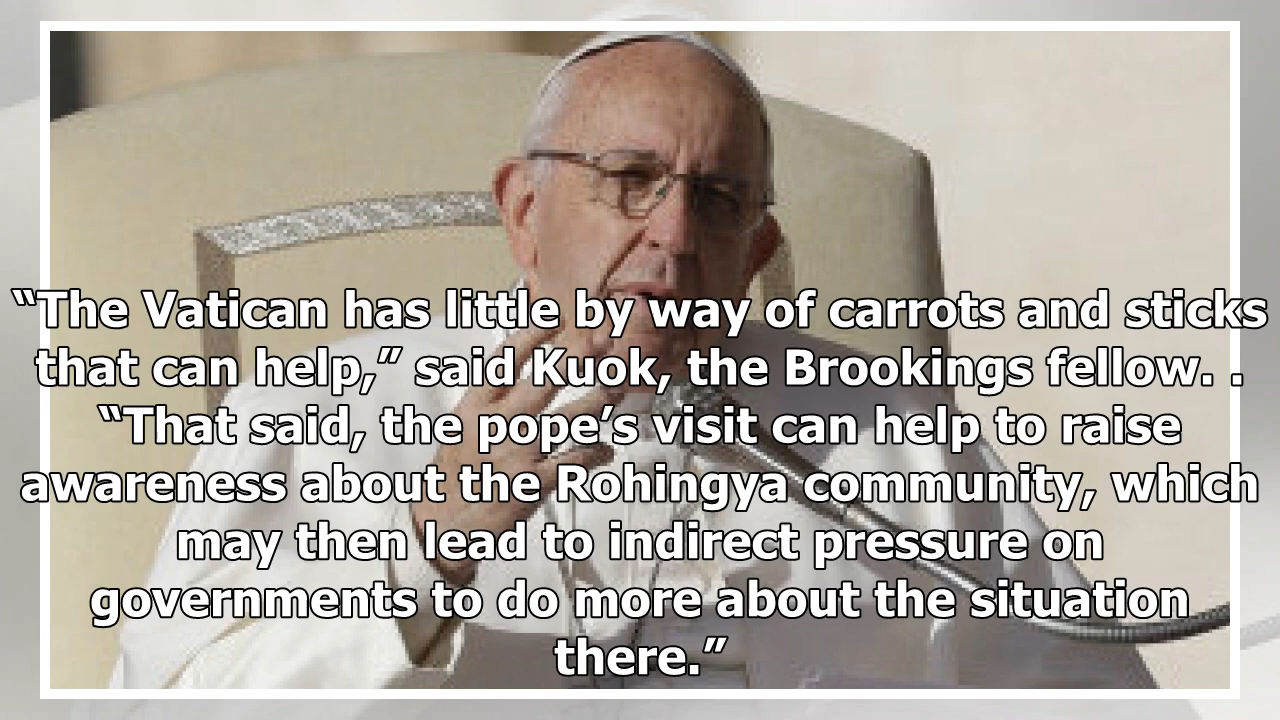 “The Vatican has little by way of carrots and sticks
that can help,” said Kuok, the Brookings fellow. .
“That said, the pope’s visit can help to raise
awareness about the Rohingya community, which
may then lead to indirect pressure on
governments to do more about the situation
there.”